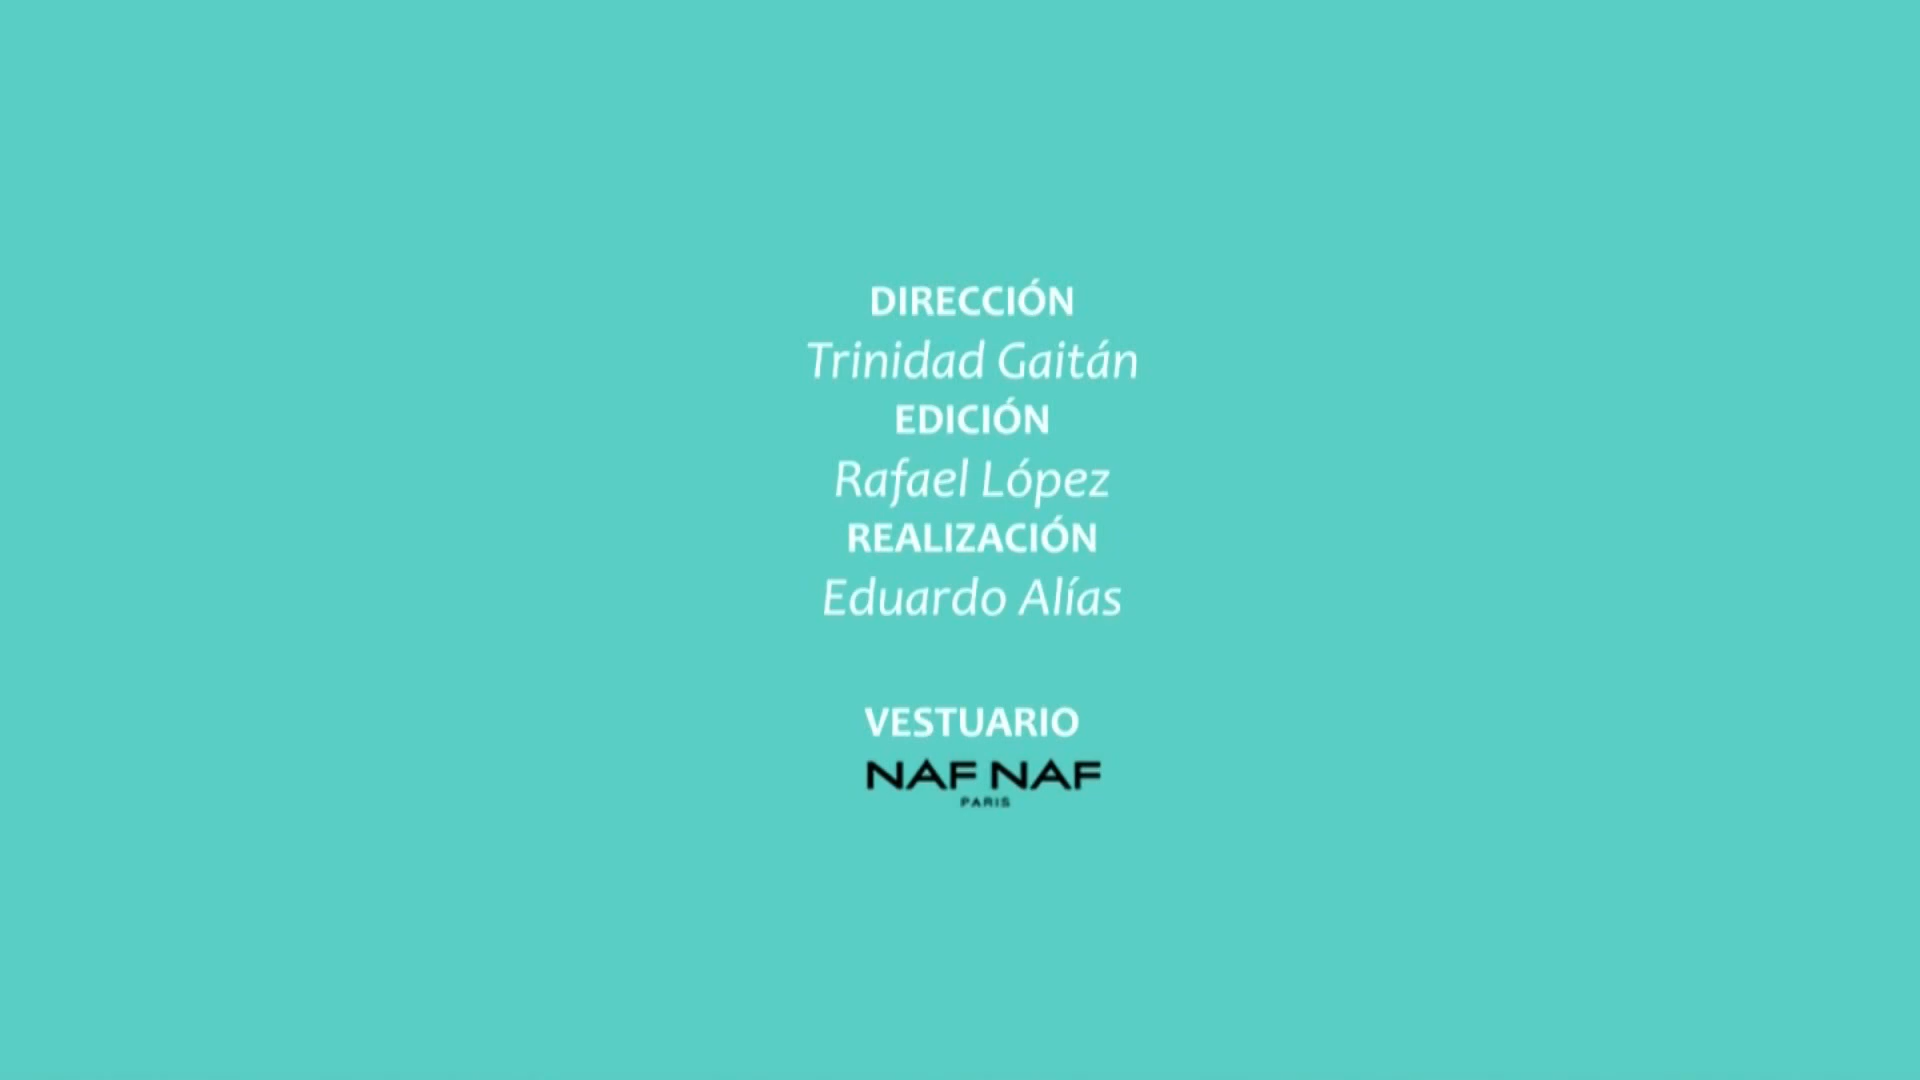 DIRECCIÓN
Trinidad Gaitán
EDICIÓN
Rafael López
REALIZACIÓN
Eduardo Alías
VESTUARIO
NAF NAF
PARIS